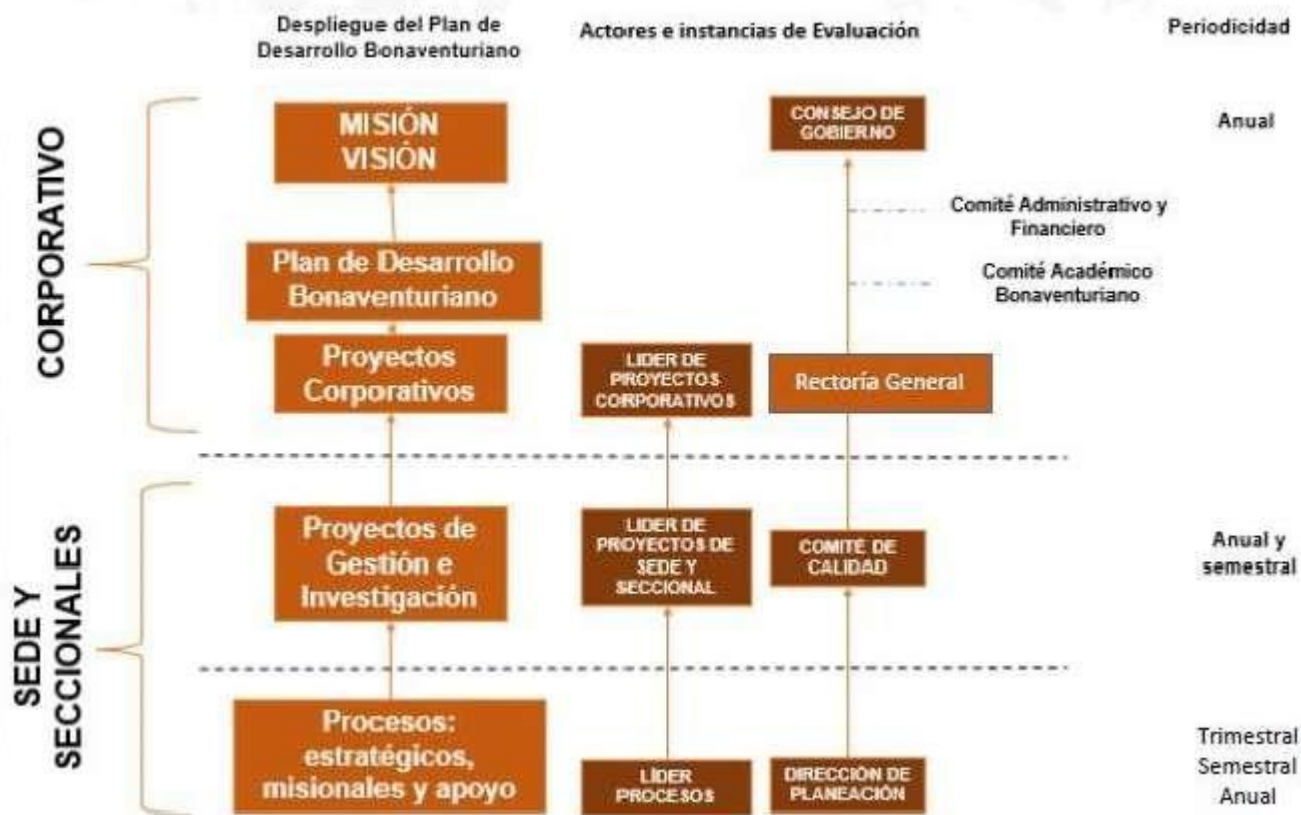 Despliegue del Plan de
Desarrollo Bonaventuriano
Actores e instancias de Evaluación
Periodicidad
CORPORATIVO
MISIÓN
VISIÓN
CONSEJO DE
GOBIERNO
Anual
Comité Administrativo y
Financiero
Plan de Desarrollo
Bonaventuriano
Comité Académico
Bonaventuriano
Proyectos
Corporativos
LIDER DE
PROYECTOS
CORPORATIVOS
Rectoría General
SEDE Y
SECCIONALES
Proyectos de
Gestión e
Investigación
LIDER DE
PROYECTOS DE
SEDE Y
SECCIONAL
COMITÉ DE
CALIDAD
Anual y
semestral
Procesos:
estratégicos,
misionales y apoyo
LÍDER
PROCESOS
DIRECCIÓN DE
PLANEACIÓN
Trimestral
Semestral
Anual